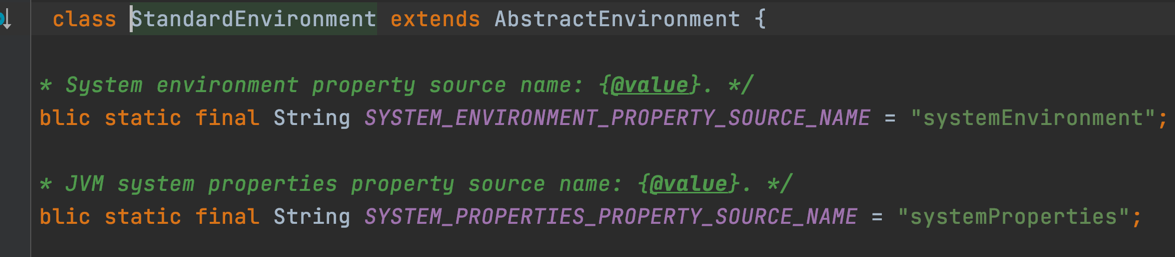 class StandardEnvironment extends AbstractEnvironment {
* System environment property source name: {@value}. */
blic static final String SYSTEM_ENVIRONMENT_PROPERTY_SOURCE_NAME = "systemEnvironment";
* JVM system properties property source name: {@value}. */
blic static final String SYSTEM_PROPERTIES_PROPERTY_SOURCE_NAME = "systemProperties";